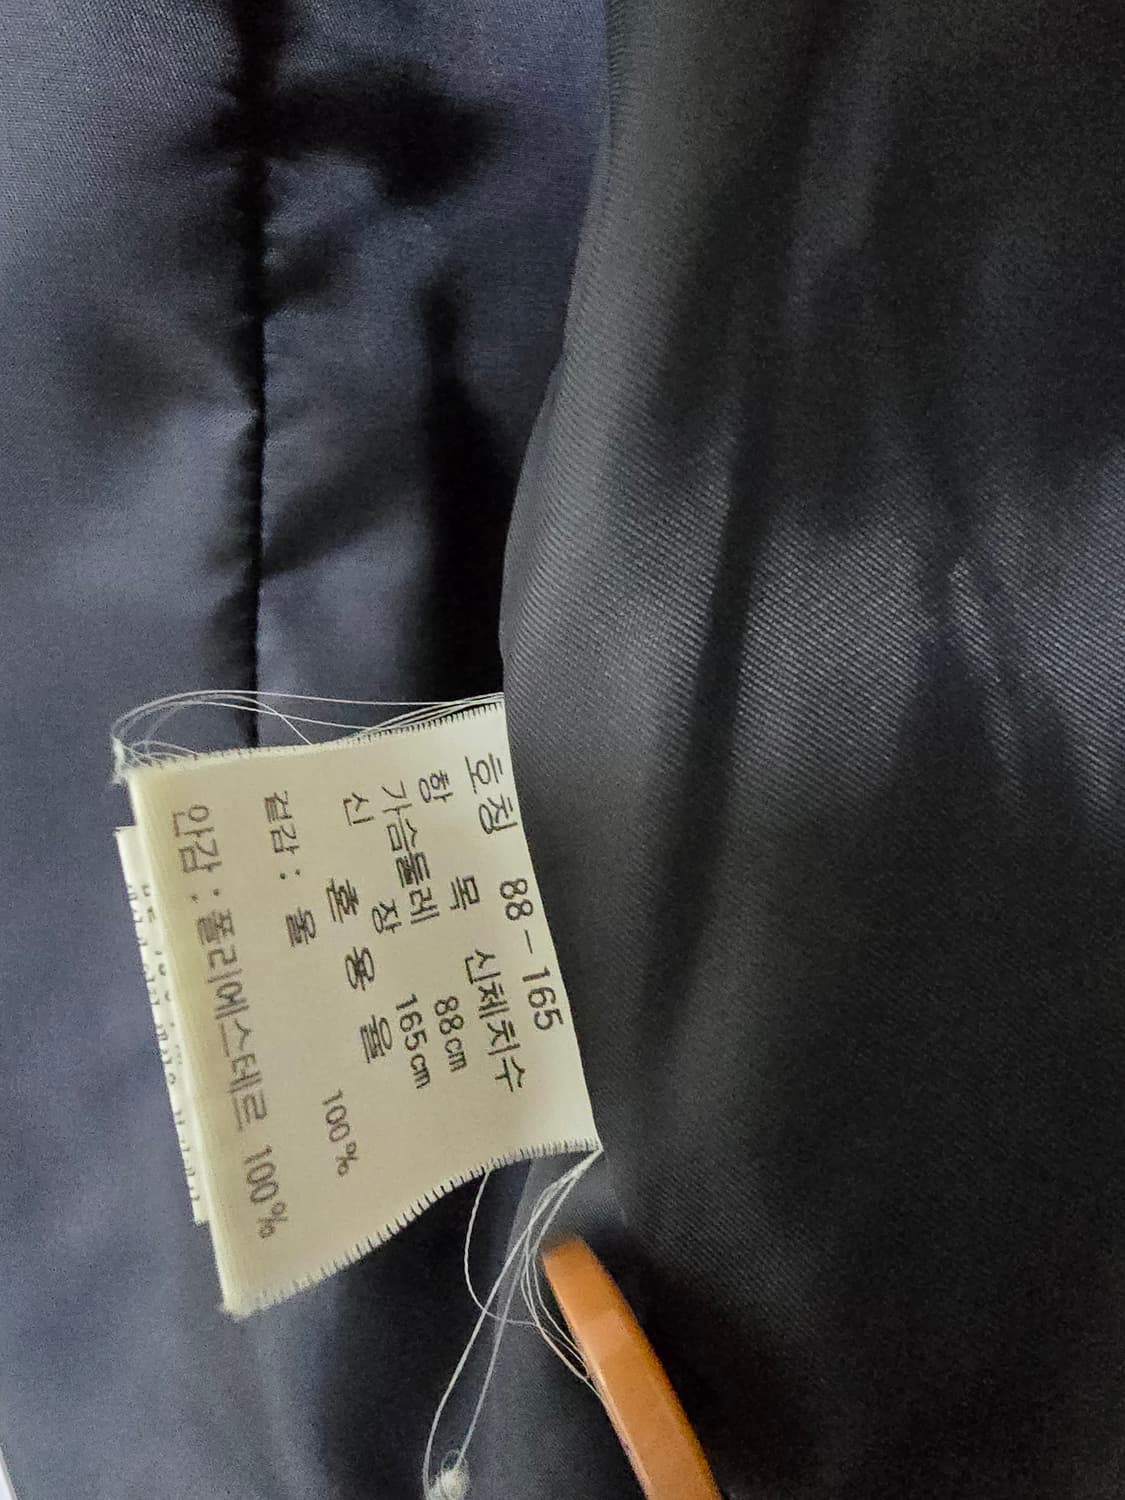 호칭 88-165
항 목 신체치수
가슴둘레 88cm
신 장 165cm
혼 용 율
겉감: 울 100%
안감: 폴리에스테르 100%